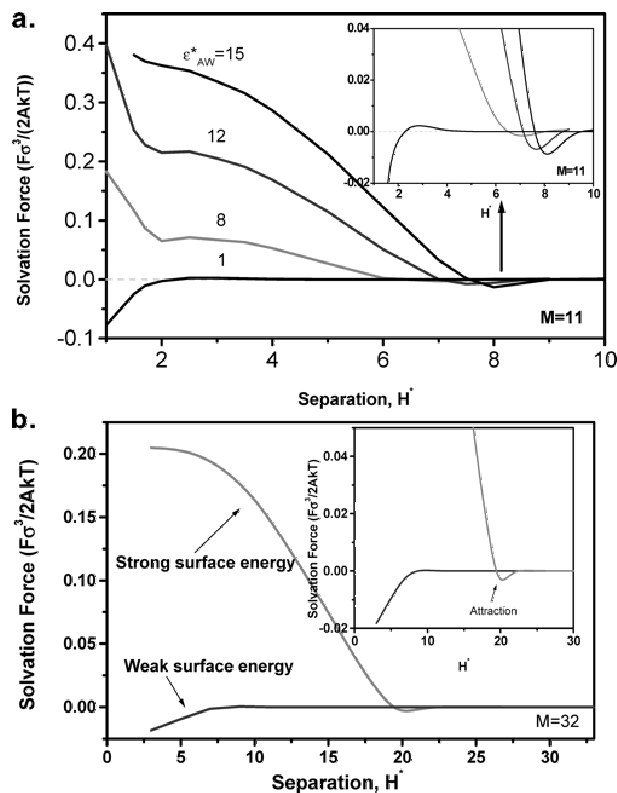 a.
Solvation Force (Fσ³/(2AkT))
0.4
0.3
0.2
0.1
0.0
-0.1
ε*AW=15
12
8
1
M=11
2
4
6
8
10
Separation, H*
0.04
0.02
0.00
-0.02
2
4
6
8
10
H*
M=11
b.
Solvation Force (Fσ³/2AkT)
0.20
0.15
0.10
0.05
0.00
Strong surface energy
Weak surface energy
M=32
0
5
10
15
20
25
30
Separation, H*
Solvation Force (Fσ³/2AkT)
0.04
0.02
0.00
-0.02
Attraction
0
10
20
30
H*